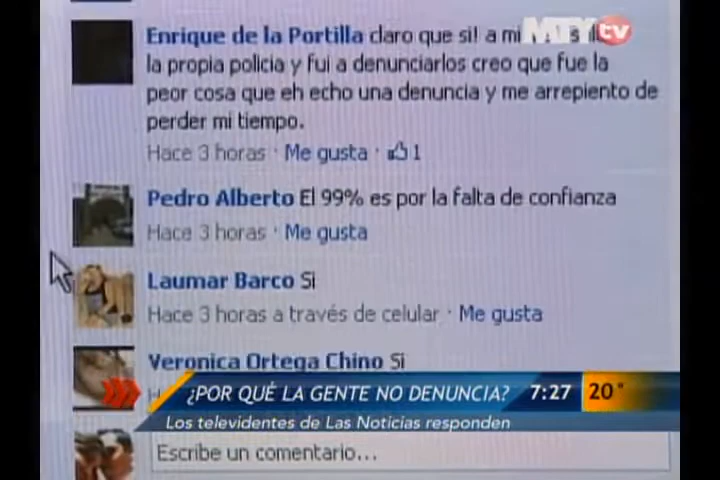 Enrique de la Portilla claro que si! a mi
MTY tv
la propia policia y fui a denunciarlos creo que fue la
peor cosa que eh echo una denuncia y me arrepiento de
perder mi tiempo.
Hace 3 horas · Me gusta · 1
Pedro Alberto El 99% es por la falta de confianza
Hace 3 horas · Me gusta
Laumar Barco Si
Hace 3 horas a través de celular · Me gusta
Veronica Ortega Chino Si
¿POR QUÉ LA GENTE NO DENUNCIA? 7:27 20°
Los televidentes de Las Noticias responden
Escribe un comentario...